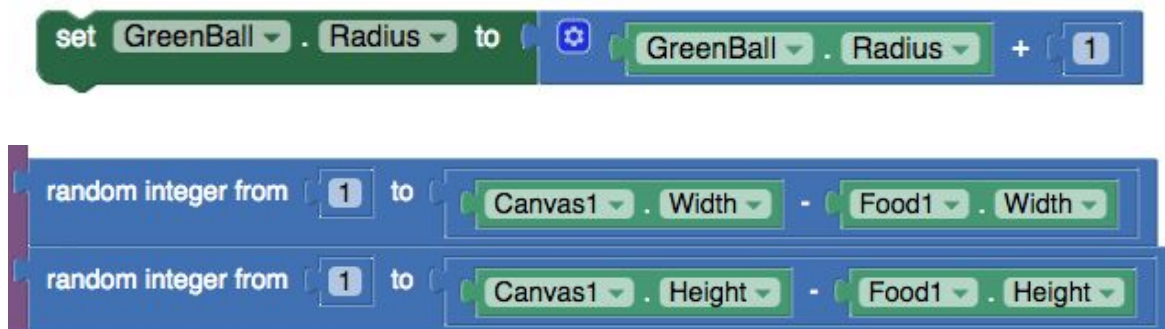 set GreenBall . Radius to GreenBall . Radius + 1
random integer from 1 to Canvas1 . Width - Food1 . Width
random integer from 1 to Canvas1 . Height - Food1 . Height